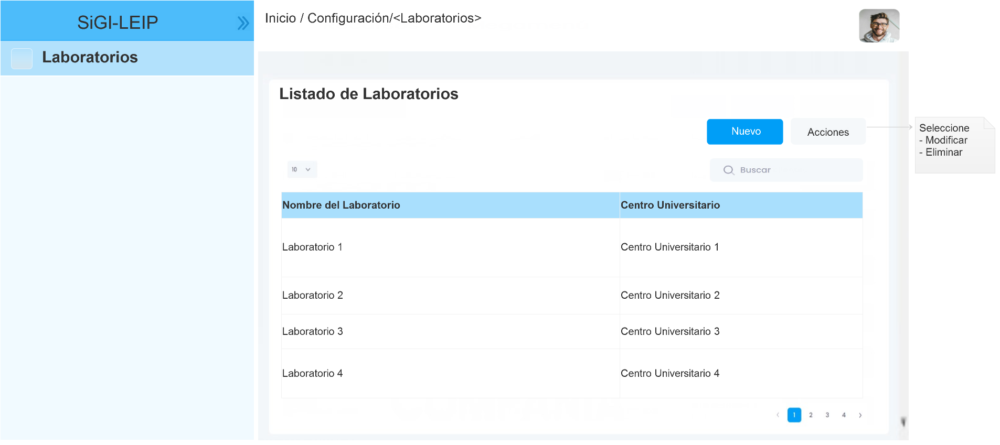 SiGI-LEIP
Inicio / Configuración/<Laboratorios>
Laboratorios
Listado de Laboratorios
Nuevo
Acciones
Seleccione
- Modificar
- Eliminar
10
Buscar
Nombre del Laboratorio
Centro Universitario
Laboratorio 1
Centro Universitario 1
Laboratorio 2
Centro Universitario 2
Laboratorio 3
Centro Universitario 3
Laboratorio 4
Centro Universitario 4
‹ 1 2 3 4 ›